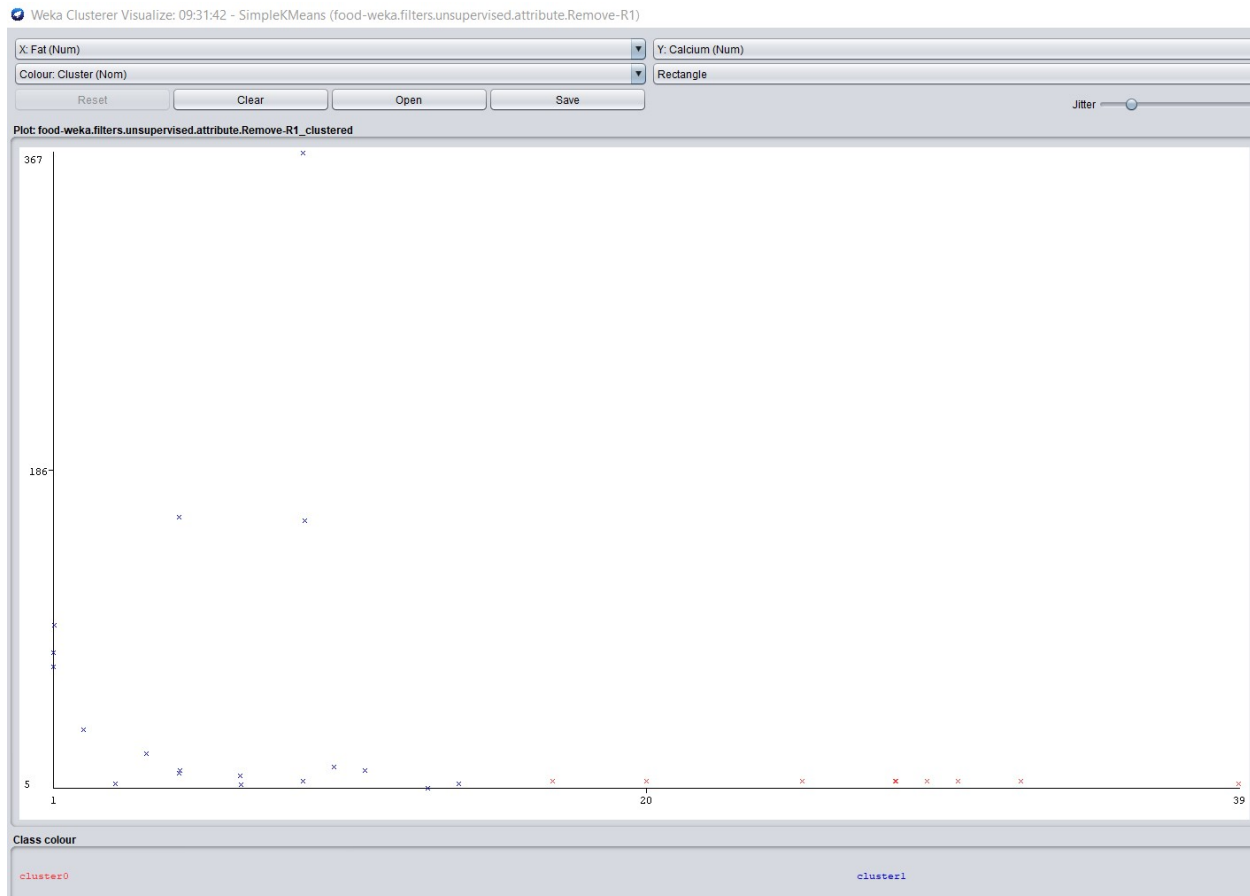 Weka Clusterer Visualize: 09:31:42 - SimpleKMeans (food-weka.filters.unsupervised.attribute.Remove-R1)
X: Fat (Num)
Y: Calcium (Num)
Colour: Cluster (Nom)
Rectangle
Reset
Clear
Open
Save
Jitter
Plot: food-weka.filters.unsupervised.attribute.Remove-R1_clustered
367
186
5
1
20
39
Class colour
cluster0
cluster1